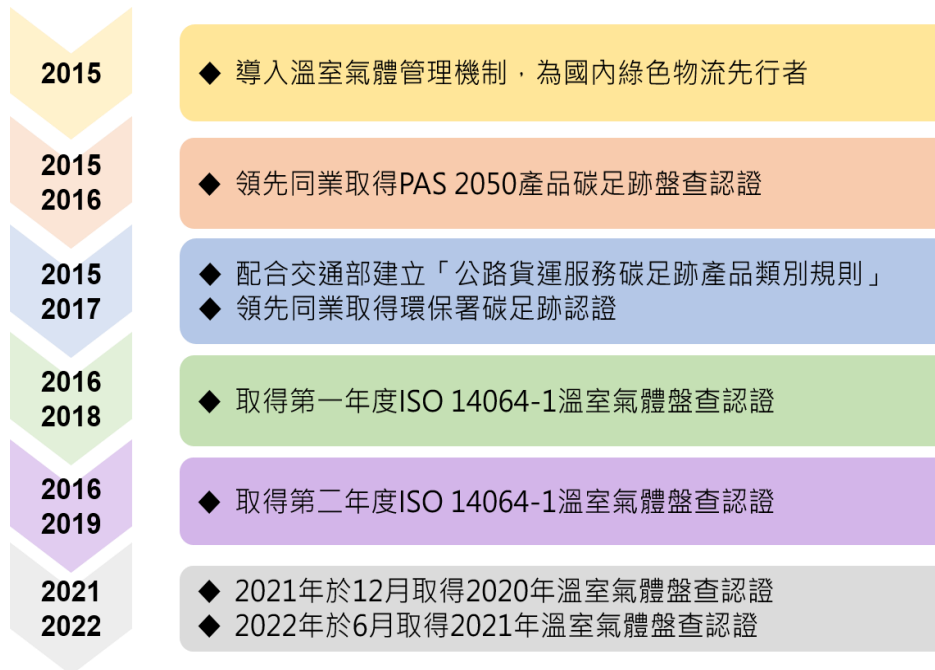 2015
◆ 導入溫室氣體管理機制，為國內綠色物流先行者
2015
2016
◆ 領先同業取得PAS 2050產品碳足跡盤查認證
2015
2017
◆ 配合交通部建立「公路貨運服務碳足跡產品類別規則」
◆ 領先同業取得環保署碳足跡認證
2016
2018
◆ 取得第一年度ISO 14064-1溫室氣體盤查認證
2016
2019
◆ 取得第二年度ISO 14064-1溫室氣體盤查認證
2021
2022
◆ 2021年於12月取得2020年溫室氣體盤查認證
◆ 2022年於6月取得2021年溫室氣體盤查認證